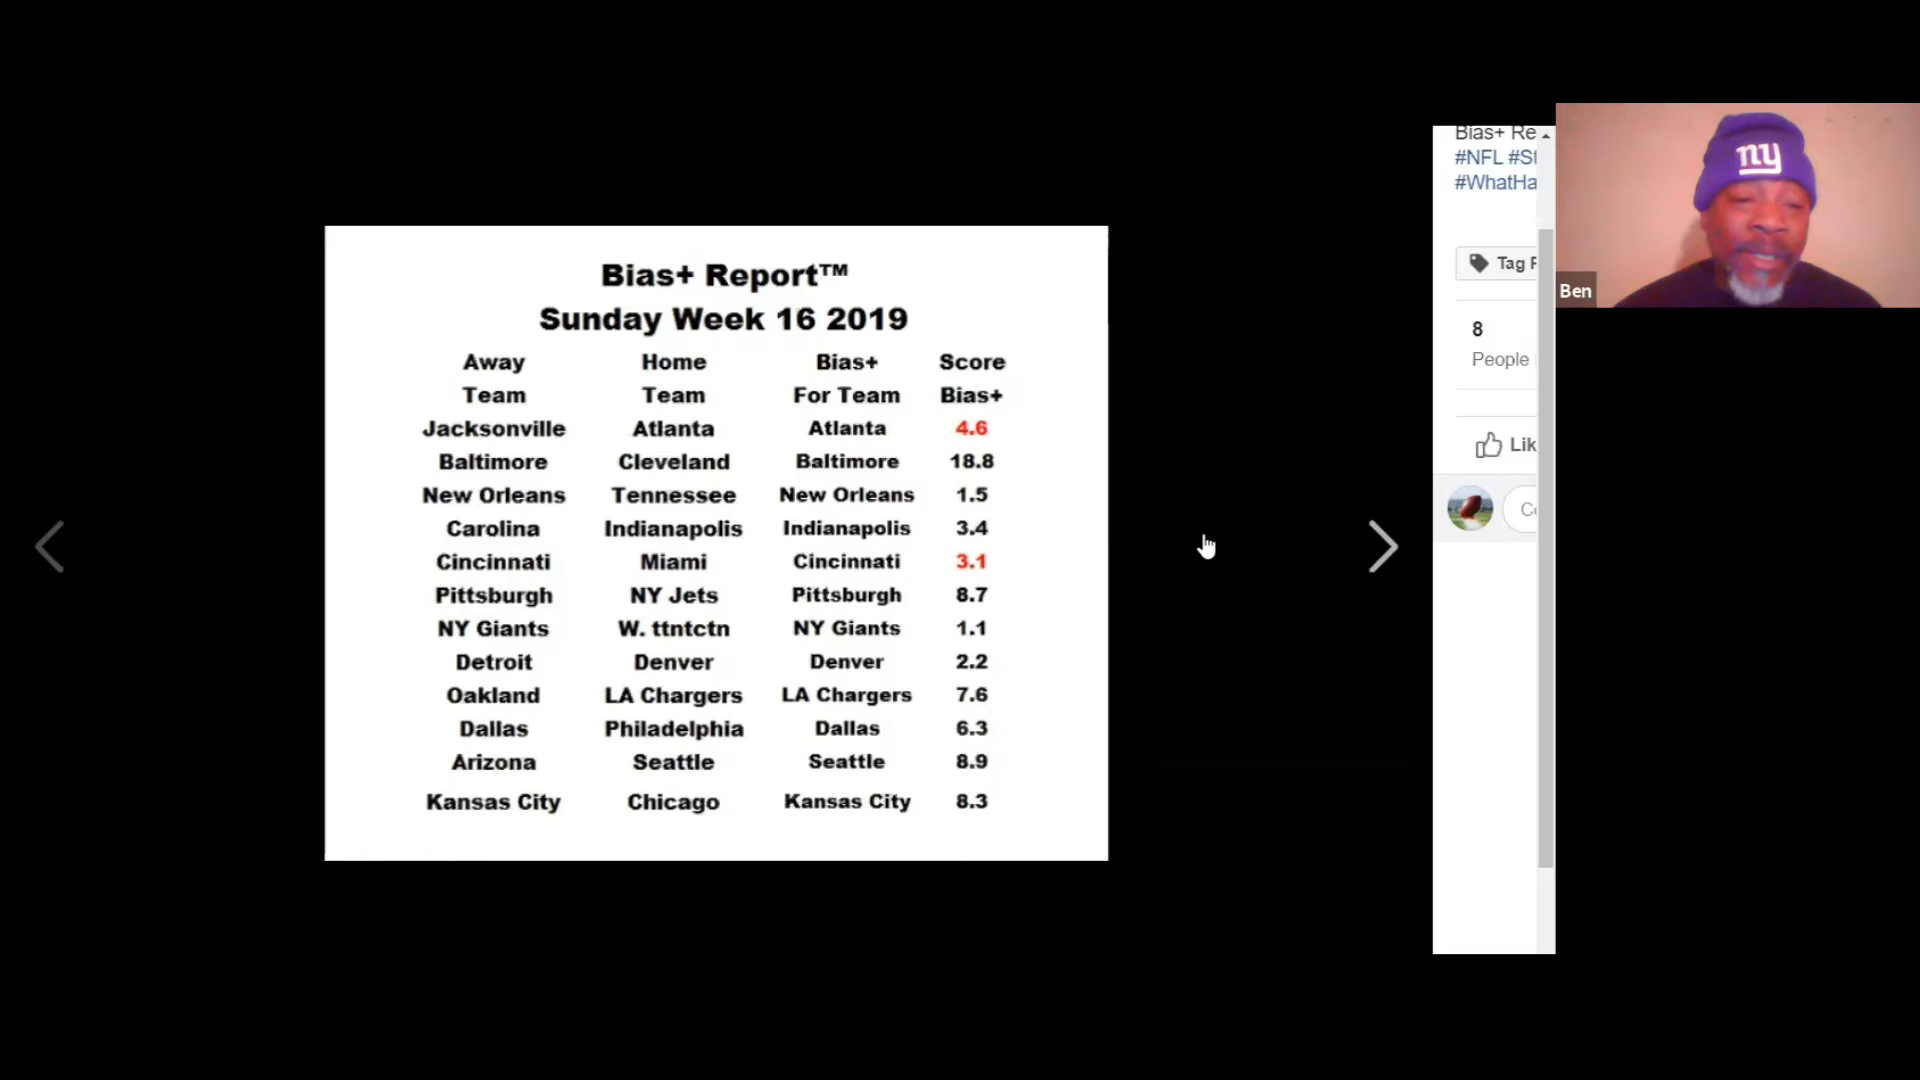 Bias+ Report™
Sunday Week 16 2019
Away Home Bias+ Score
Team Team For Team Bias+
Jacksonville Atlanta Atlanta 4.6
Baltimore Cleveland Baltimore 18.8
New Orleans Tennessee New Orleans 1.5
Carolina Indianapolis Indianapolis 3.4
Cincinnati Miami Cincinnati 3.1
Pittsburgh NY Jets Pittsburgh 8.7
NY Giants W. ttntctn NY Giants 1.1
Detroit Denver Denver 2.2
Oakland LA Chargers LA Chargers 7.6
Dallas Philadelphia Dallas 6.3
Arizona Seattle Seattle 8.9
Kansas City Chicago Kansas City 8.3
Bias+ Re
#NFL #St
#WhatHa
Tag
8
People
Lik
ny
Ben